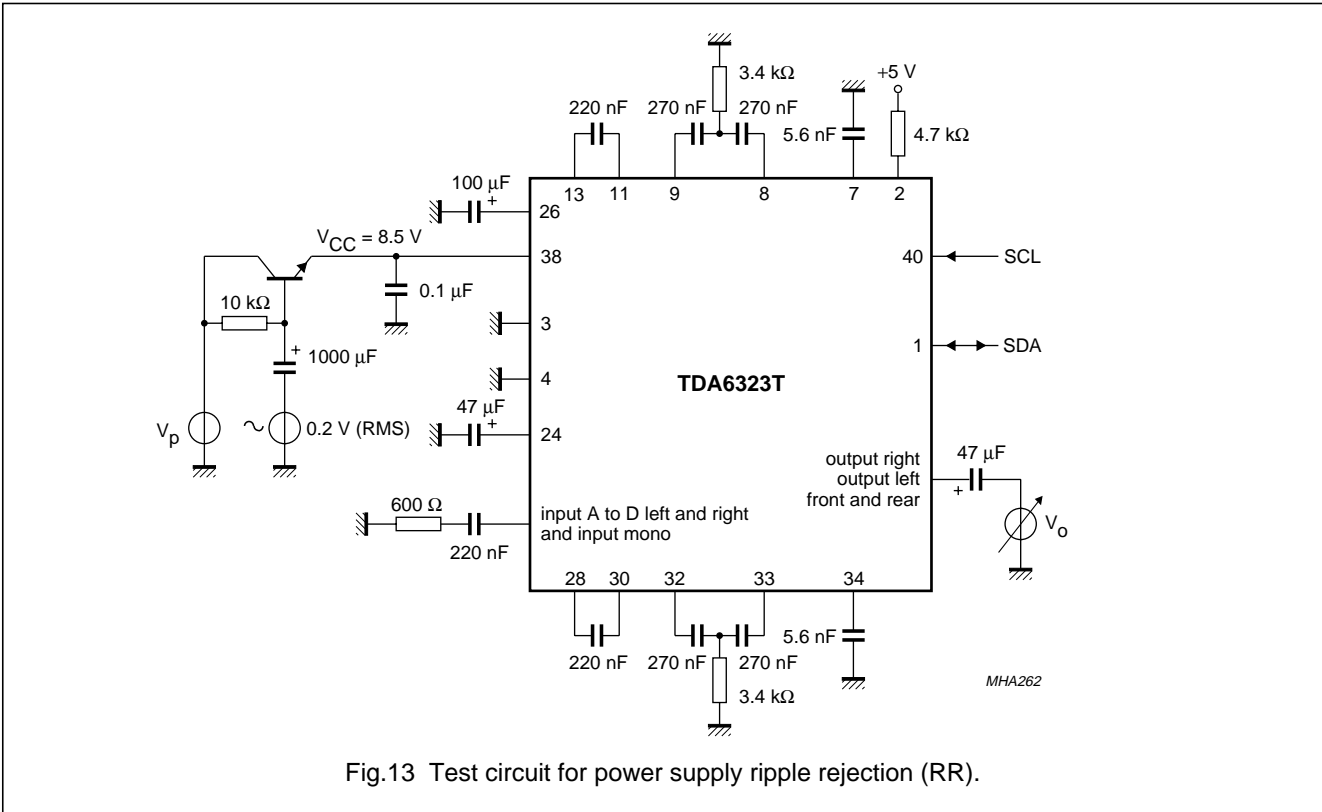 3.4 kΩ
+5 V
220 nF
270 nF
270 nF
5.6 nF
4.7 kΩ
13
11
9
8
7
2
100 μF
+
26
VCC = 8.5 V
38
40
SCL
0.1 μF
10 kΩ
3
+
1000 μF
1
SDA
4
TDA6323T
47 μF
+
Vp
0.2 V (RMS)
24
output right
output left
front and rear
47 μF
+
Vo
600 Ω
220 nF
input A to D left and right
and input mono
28
30
32
33
34
220 nF
270 nF
270 nF
5.6 nF
3.4 kΩ
MHA262
Fig.13 Test circuit for power supply ripple rejection (RR).